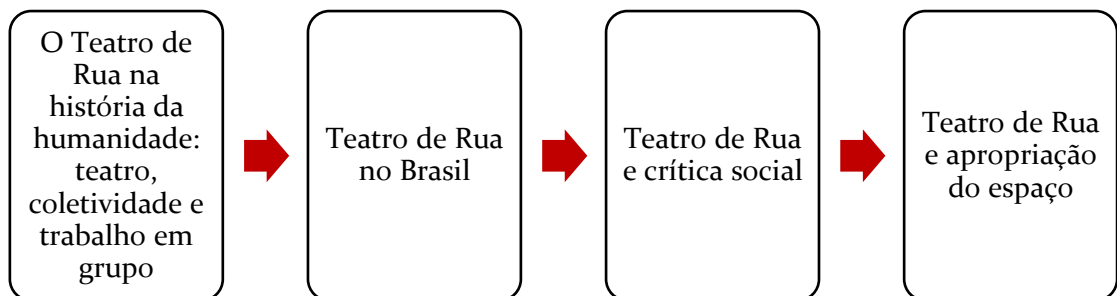 O Teatro de
Rua na
história da
humanidade:
teatro,
coletividade e
trabalho em
grupo
Teatro de Rua
no Brasil
Teatro de Rua
e crítica social
Teatro de Rua
e apropriação
do espaço